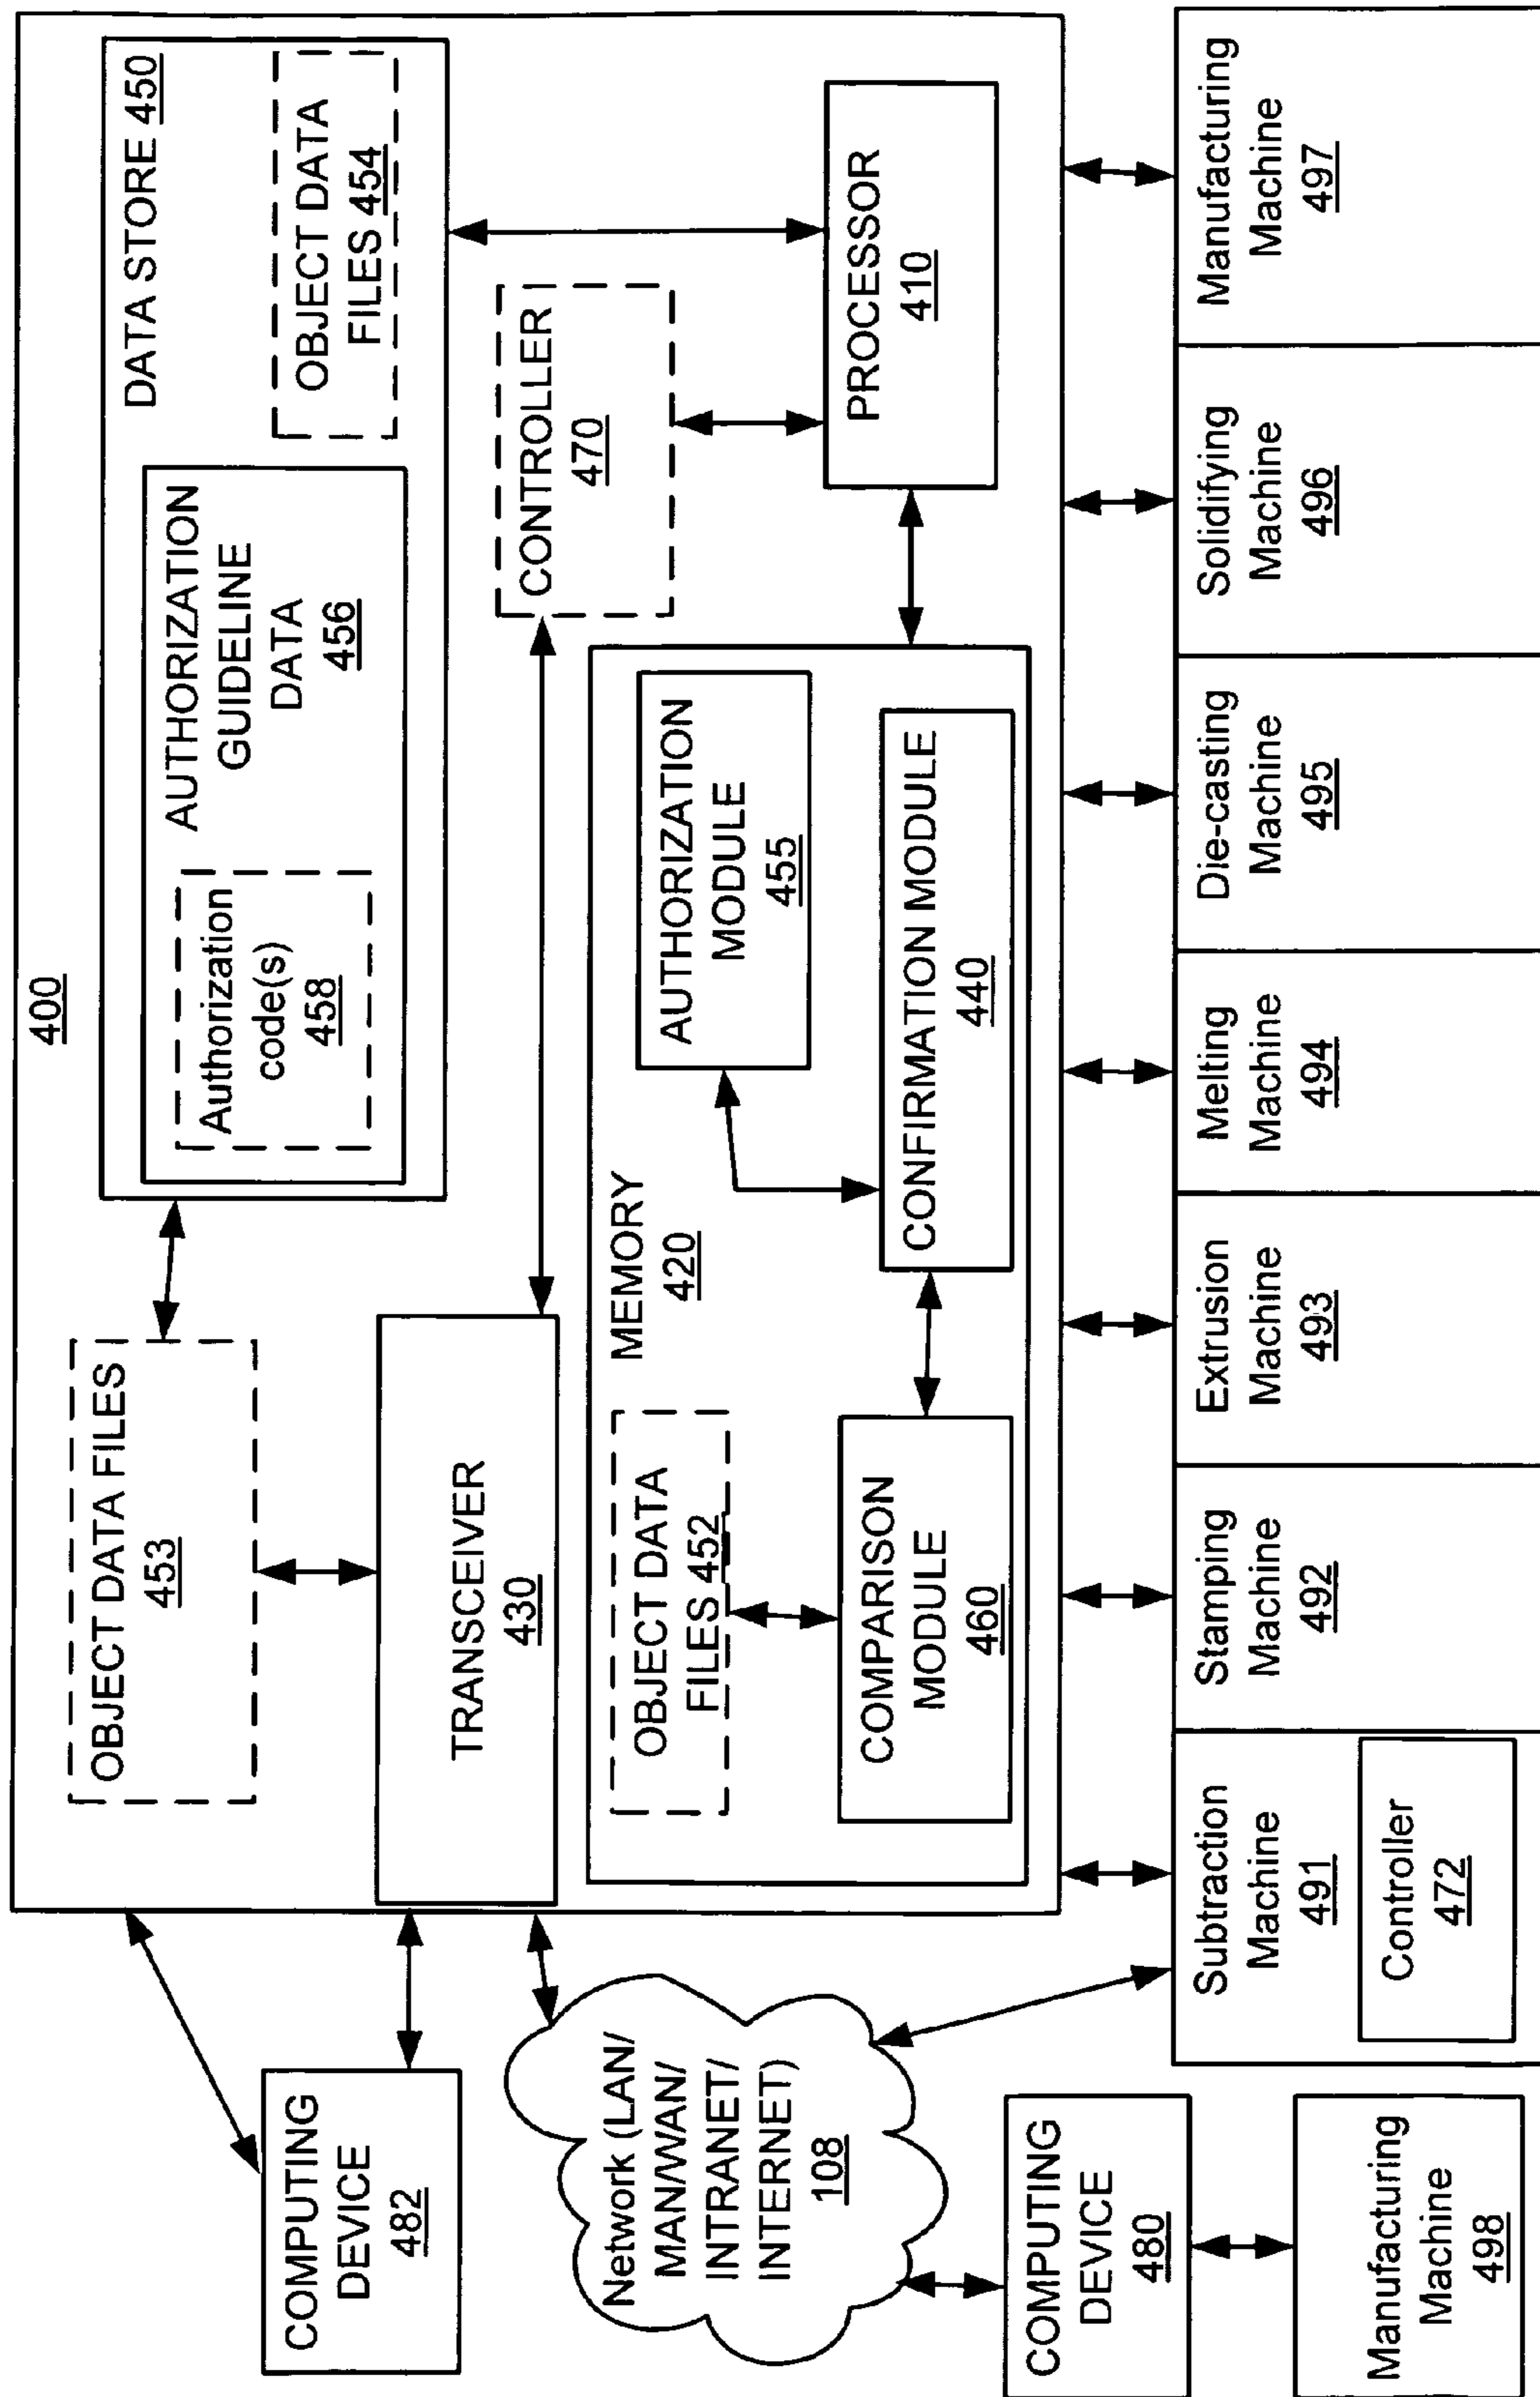 400
DATA STORE 450
OBJECT DATA
FILES 454
AUTHORIZATION
GUIDELINE
DATA
456
Authorization
code(s)
458
OBJECT DATA FILES
453
TRANSCEIVER
430
CONTROLLER
470
PROCESSOR
410
MEMORY
420
AUTHORIZATION
MODULE
455
CONFIRMATION MODULE
440
OBJECT DATA
FILES 452
COMPARISON
MODULE
460
COMPUTING
DEVICE
482
Network (LAN/
MAN/WAN/
INTRANET/
INTERNET)
108
COMPUTING
DEVICE
480
Manufacturing
Machine
498
Subtraction
Machine
491
Controller
472
Stamping
Machine
492
Extrusion
Machine
493
Melting
Machine
494
Die-casting
Machine
495
Solidifying
Machine
496
Manufacturing
Machine
497